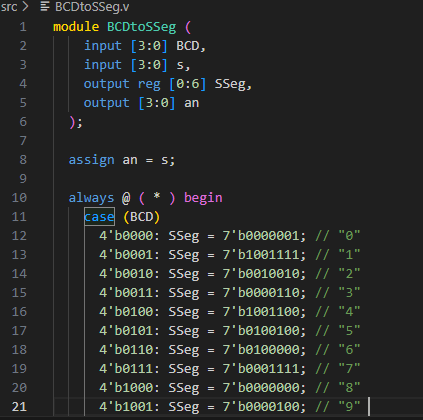 src > BCDtoSSeg.v
1 module BCDtoSSeg (
2 input [3:0] BCD,
3 input [3:0] s,
4 output reg [0:6] SSeg,
5 output [3:0] an
6 );
7
8 assign an = s;
9
10 always @ ( * ) begin
11 case (BCD)
12 4'b0000: SSeg = 7'b0000001; // "0"
13 4'b0001: SSeg = 7'b1001111; // "1"
14 4'b0010: SSeg = 7'b0010010; // "2"
15 4'b0011: SSeg = 7'b0000110; // "3"
16 4'b0100: SSeg = 7'b1001100; // "4"
17 4'b0101: SSeg = 7'b0100100; // "5"
18 4'b0110: SSeg = 7'b0100000; // "6"
19 4'b0111: SSeg = 7'b0001111; // "7"
20 4'b1000: SSeg = 7'b0000000; // "8"
21 4'b1001: SSeg = 7'b0000100; // "9"